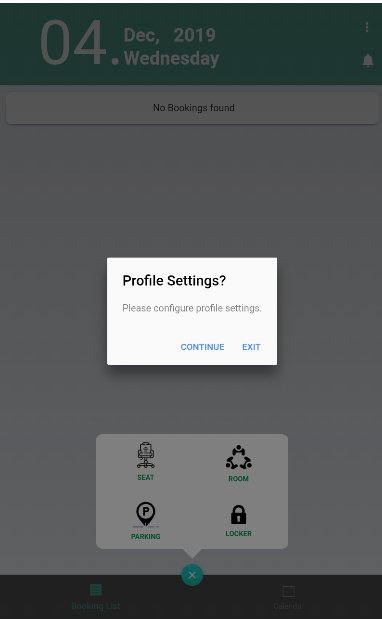 04. Dec, 2019
Wednesday
No Bookings found
Profile Settings?
Please configure profile settings.
CONTINUE EXIT
SEAT ROOM
P
PARKING LOCKER
Booking List Calendar